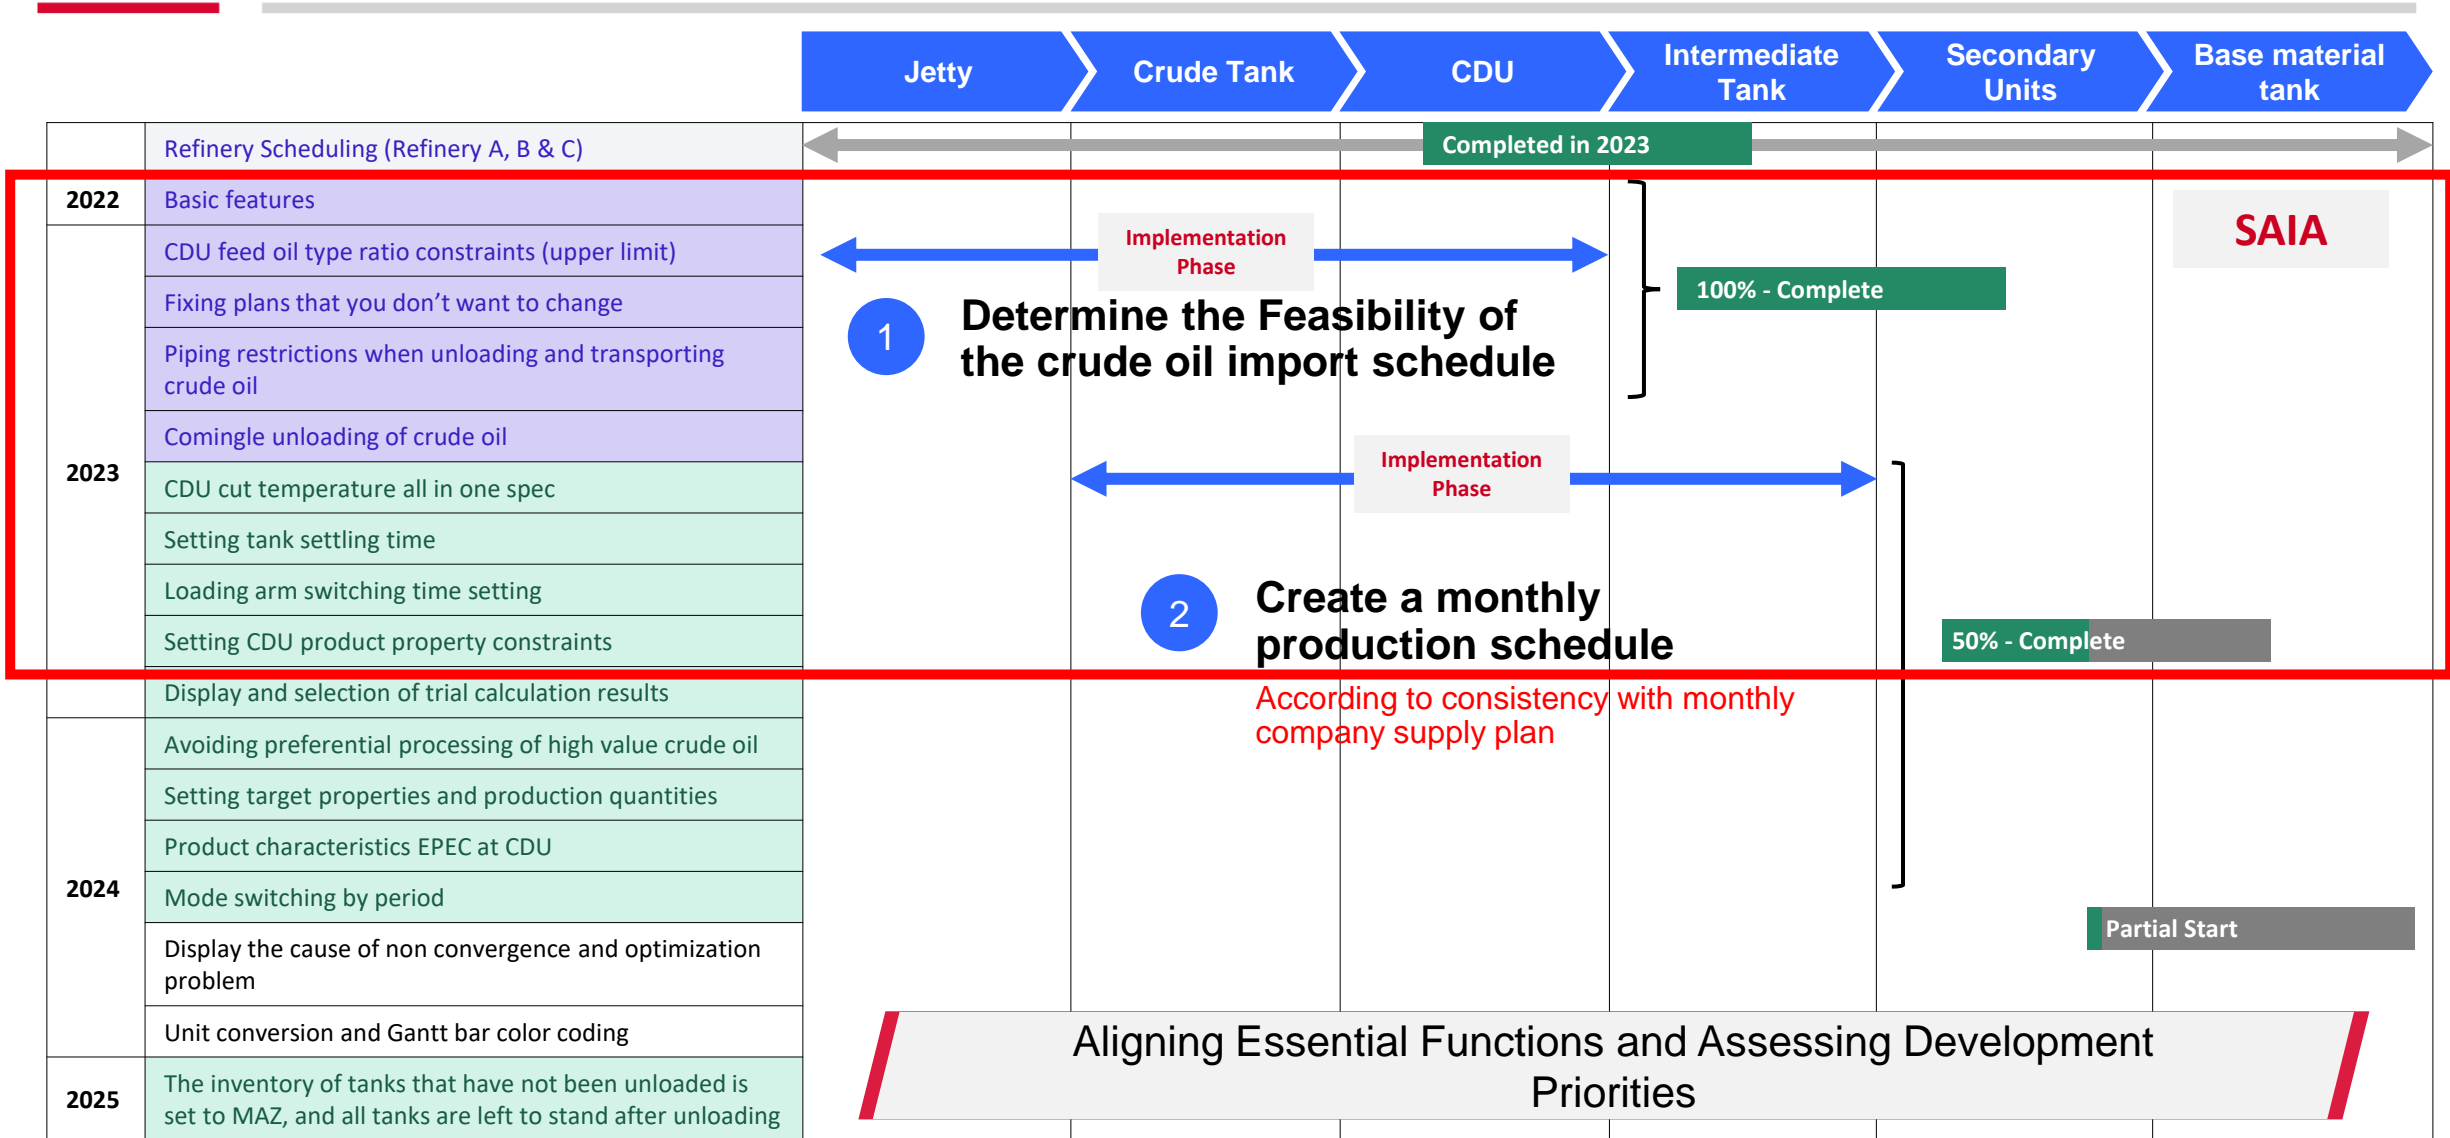 Jetty
Crude Tank
CDU
Intermediate
Tank
Secondary
Units
Base material
tank
Refinery Scheduling (Refinery A, B & C)
Completed in 2023
2022
Basic features
SAIA
2023
CDU feed oil type ratio constraints (upper limit)
Implementation
Phase
Fixing plans that you don’t want to change
100% - Complete
1
Determine the Feasibility of
the crude oil import schedule
Piping restrictions when unloading and transporting
crude oil
Comingle unloading of crude oil
CDU cut temperature all in one spec
Implementation
Phase
Setting tank settling time
Loading arm switching time setting
Setting CDU product property constraints
2
Create a monthly
production schedule
50% - Complete
Display and selection of trial calculation results
According to consistency with monthly
company supply plan
2024
Avoiding preferential processing of high value crude oil
Setting target properties and production quantities
Product characteristics EPEC at CDU
Mode switching by period
Display the cause of non convergence and optimization
problem
Partial Start
Unit conversion and Gantt bar color coding
2025
The inventory of tanks that have not been unloaded is
set to MAZ, and all tanks are left to stand after unloading
Aligning Essential Functions and Assessing Development
Priorities